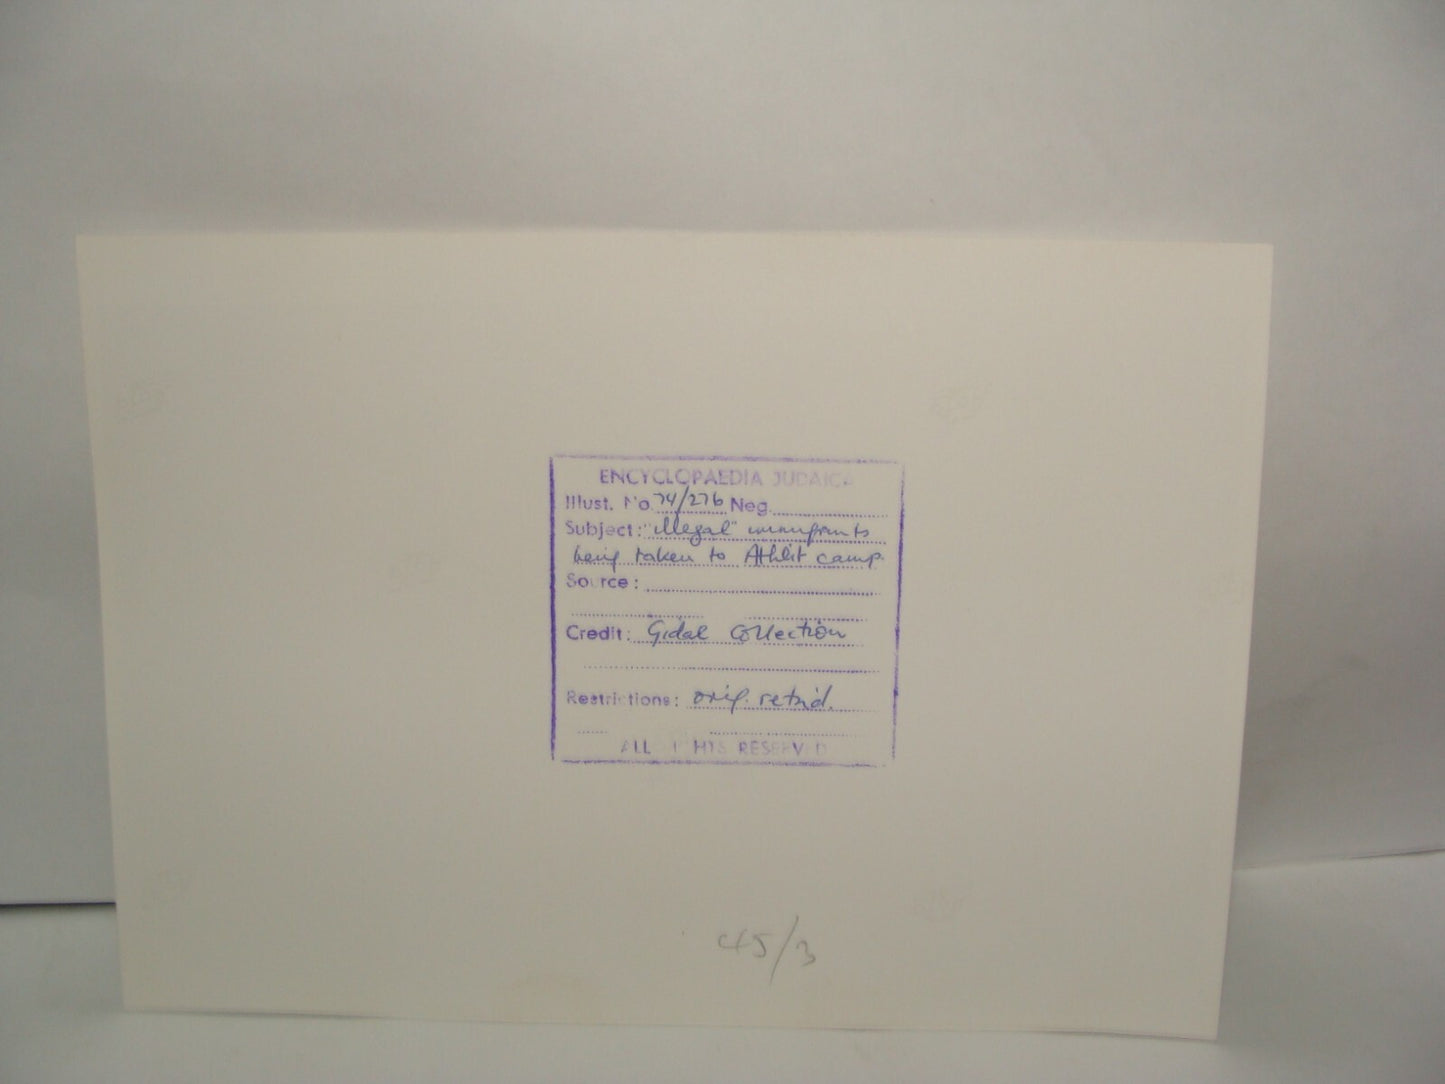 ENCYCLOPAEDIA JUDAICA
Illust. No. 74/276 Neg.
Subject: "illegal" immigrants
being taken to Athlit camp.
Source:
Credit: Gidal Collection
Restrictions: orig. retnd.
ALL RIGHTS RESERVED
45/3